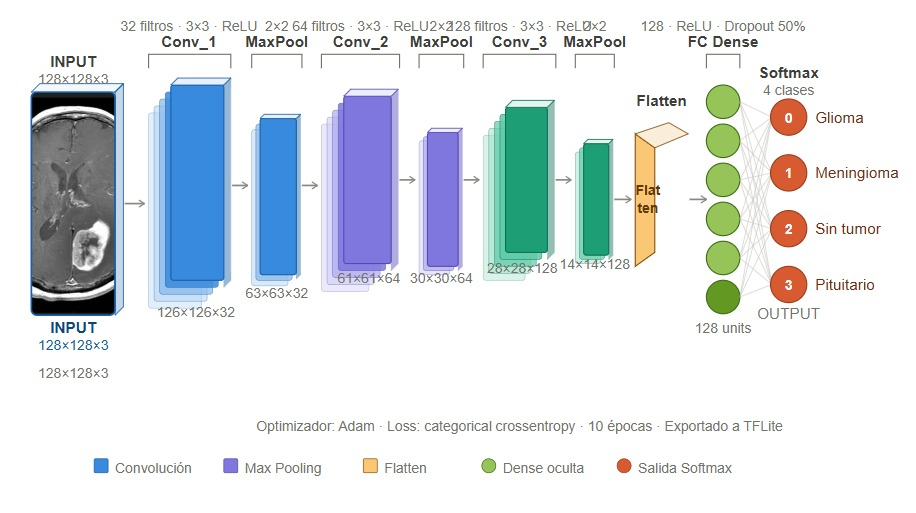 32 filtros · 3×3 · ReLU
2×2
64 filtros · 3×3 · ReLU
2×2
128 filtros · 3×3 · ReLU
2×2
128 · ReLU · Dropout 50%
Conv_1
MaxPool
Conv_2
MaxPool
Conv_3
MaxPool
FC Dense
INPUT
128×128×3
Softmax
4 clases
Flatten
0 Glioma
1 Meningioma
Flat
ten
2 Sin tumor
3 Pituitario
126×126×32
63×63×32
61×61×64
30×30×64
28×28×128
14×14×128
OUTPUT
128 units
INPUT
128×128×3
128×128×3
Optimizador: Adam · Loss: categorical crossentropy · 10 épocas · Exportado a TFLite
Convolución
Max Pooling
Flatten
Dense oculta
Salida Softmax